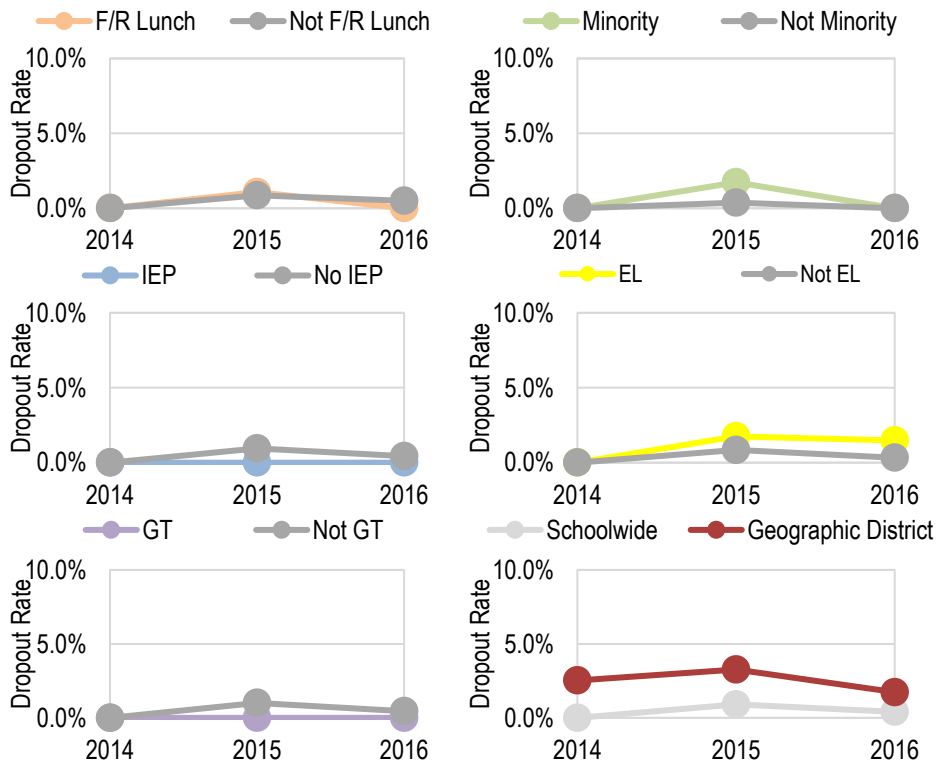 F/R Lunch Not F/R Lunch
10.0%
5.0%
0.0%
Dropout Rate
2014 2015 2016
Minority Not Minority
10.0%
5.0%
0.0%
Dropout Rate
2014 2015 2016
IEP No IEP
10.0%
5.0%
0.0%
Dropout Rate
2014 2015 2016
EL Not EL
10.0%
5.0%
0.0%
Dropout Rate
2014 2015 2016
GT Not GT
10.0%
5.0%
0.0%
Dropout Rate
2014 2015 2016
Schoolwide Geographic District
10.0%
5.0%
0.0%
Dropout Rate
2014 2015 2016